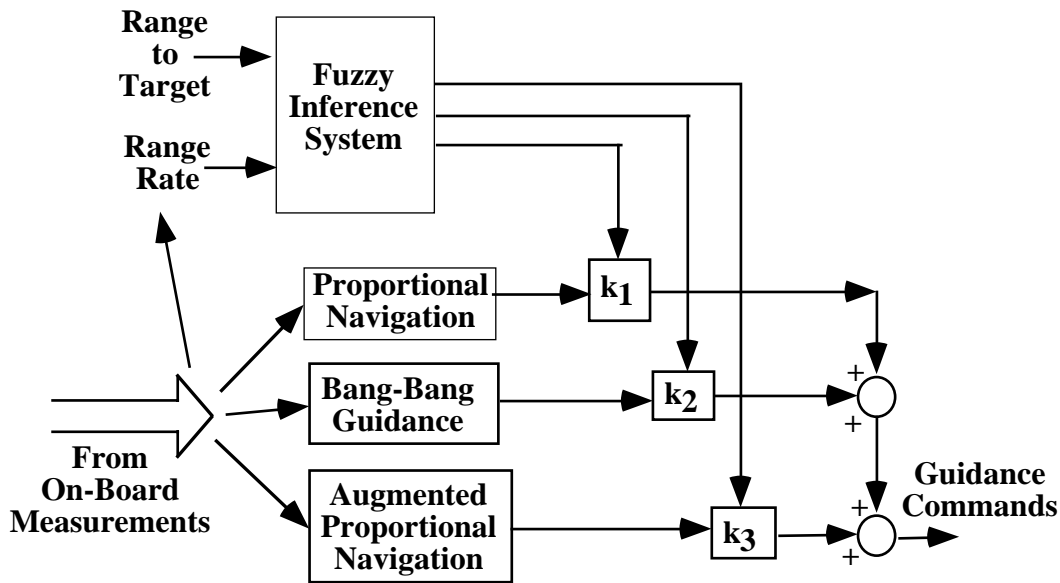 Range
to
Target
Fuzzy
Inference
System
Range
Rate
Proportional
Navigation
k1
Bang-Bang
Guidance
k2
+
+
From
On-Board
Measurements
Augmented
Proportional
Navigation
k3
+
+
Guidance
Commands